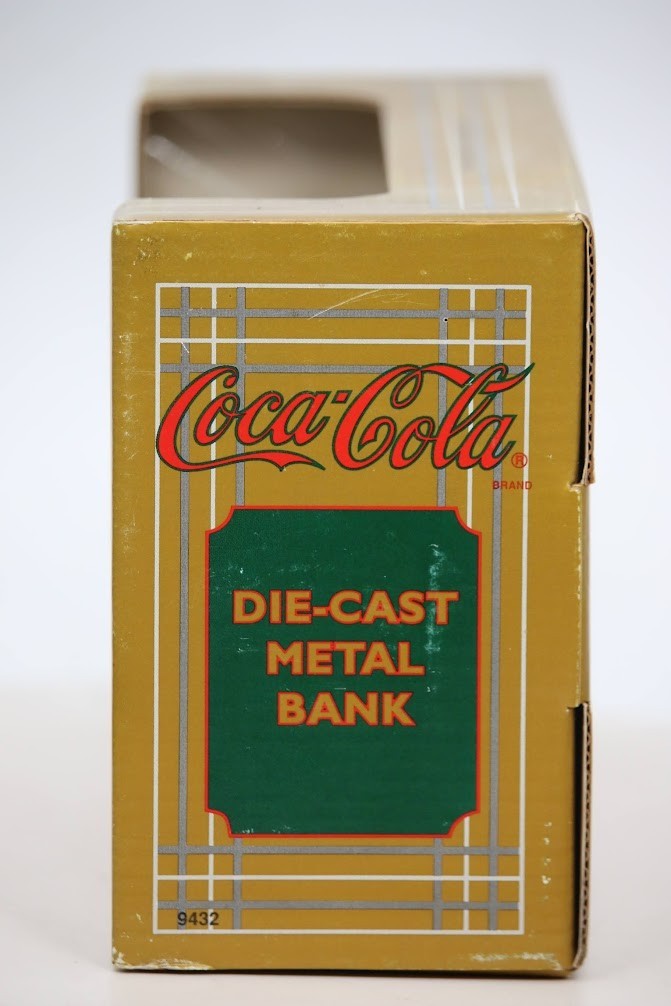 Coca-Cola®
BRAND
DIE-CAST
METAL
BANK
9432